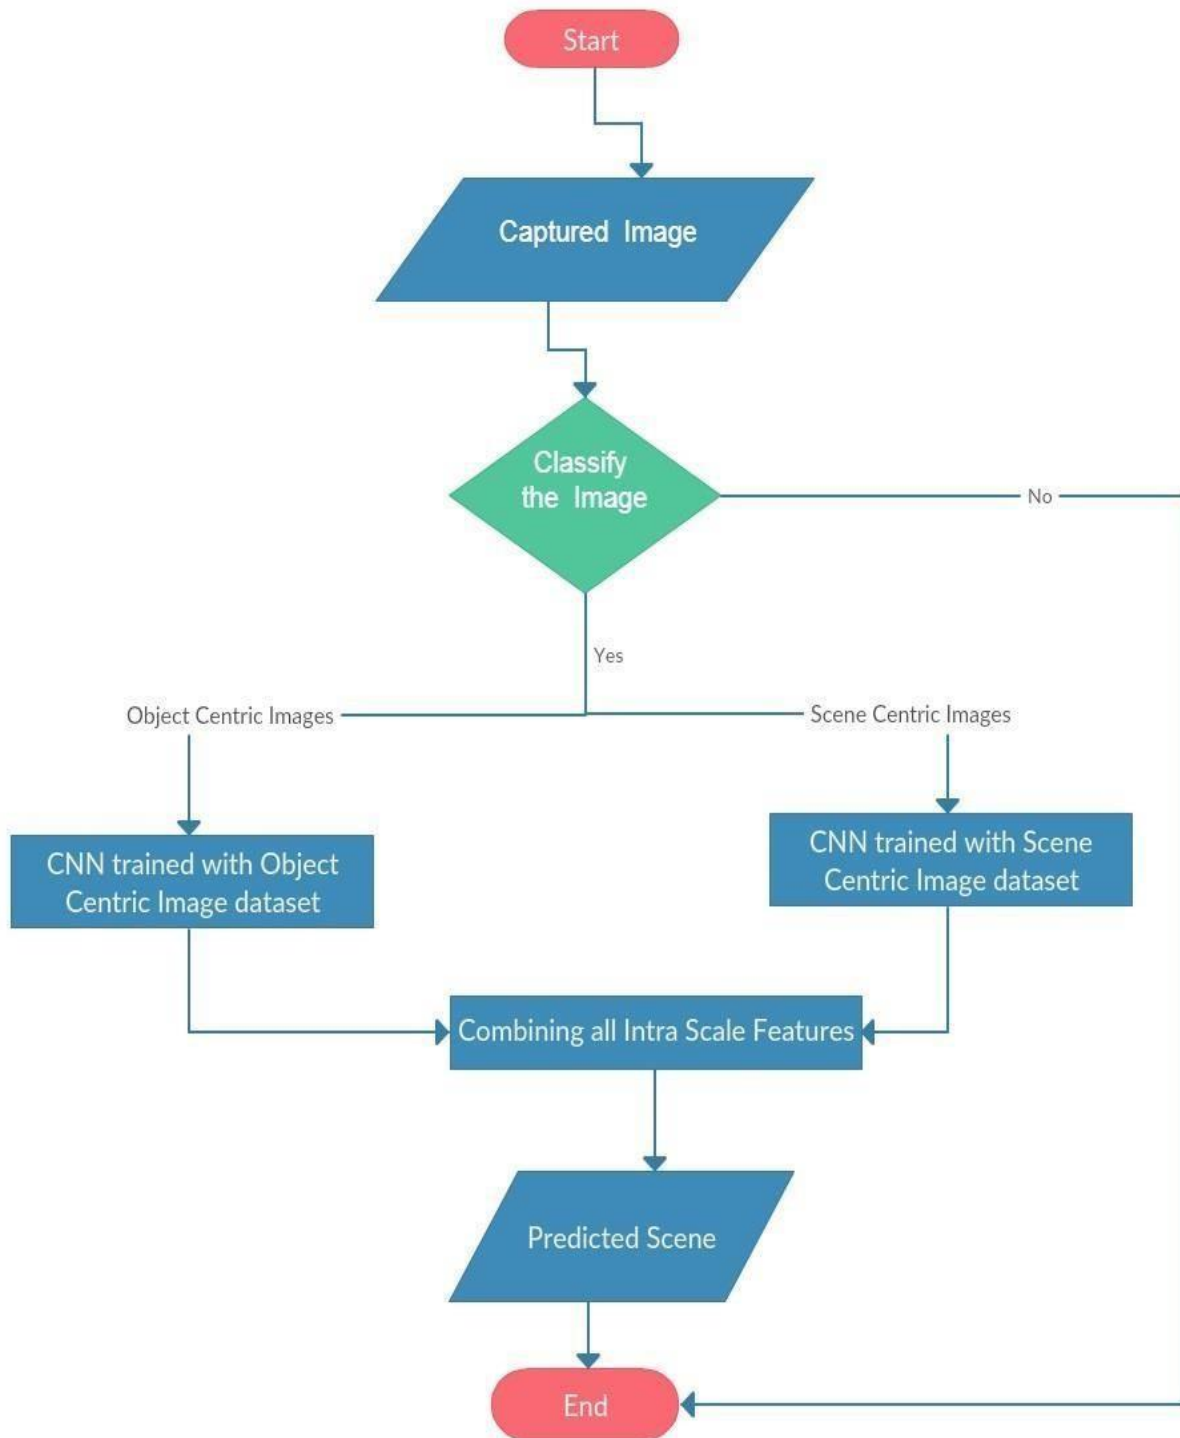 Start
Captured Image
Classify
the Image
No
Yes
Object Centric Images
Scene Centric Images
CNN trained with Object
Centric Image dataset
CNN trained with Scene
Centric Image dataset
Combining all Intra Scale Features
Predicted Scene
End